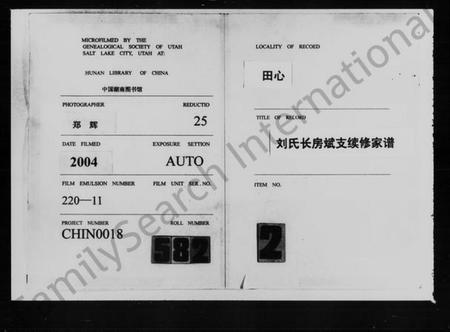 MICROFILMED BY THE
GENEALOGICAL SOCIETY OF UTAH
SALT LAKE CITY, UTAH AT:
HUNAN LIBRARY OF CHINA
中国湖南图书馆
PHOTOGRAPHER
REDUCTIO
郑 辉
25
DATE FILMED
EXPOSURE SETTION
2004
AUTO
FILM EMULSION NUMBER
FILM UNIT SER. NO.
220—11
PROJECT NUMBER
ROLL NUMBER
CHIN0018
582
LOCALITY OF RECOED
田心
TITLE OF RECORD
刘氏长房斌支续修家谱
ITEM NO.
2
FamilySearch International